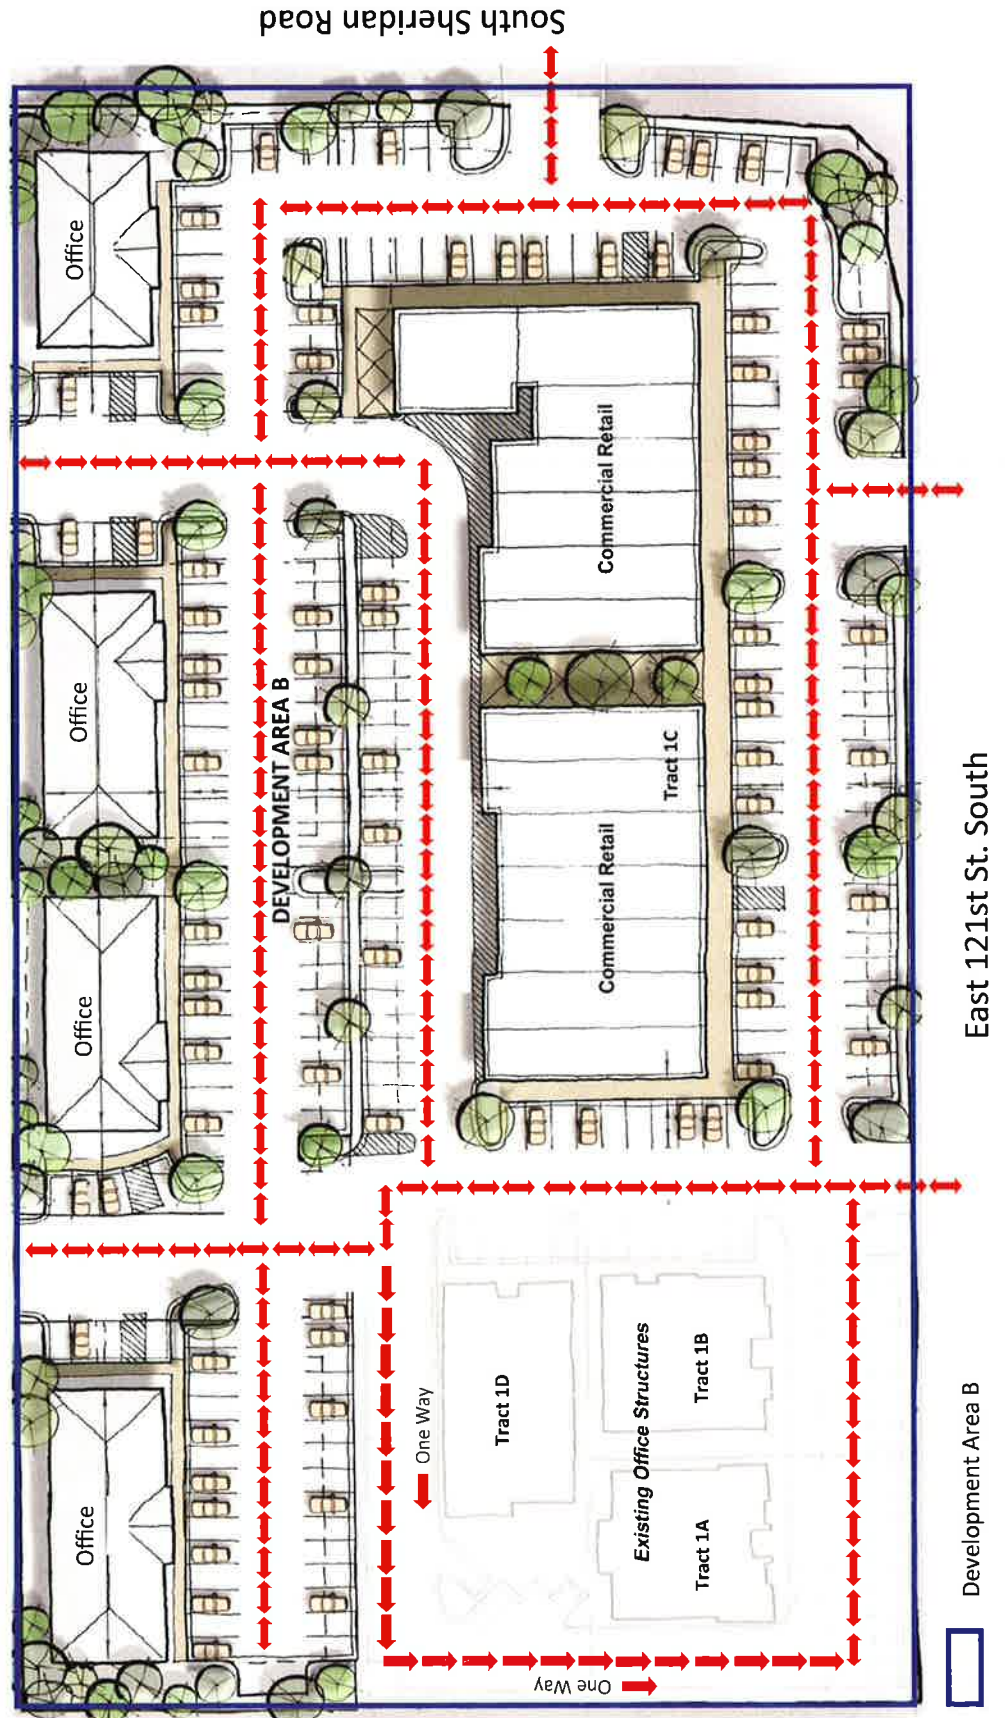 South Sheridan Road
Office
Office
Office
Office
DEVELOPMENT AREA B
Commercial Retail
Commercial Retail
Tract 1C
One Way
Tract 1D
Existing Office Structures
Tract 1A
Tract 1B
One Way
East 121st St. South
Development Area B